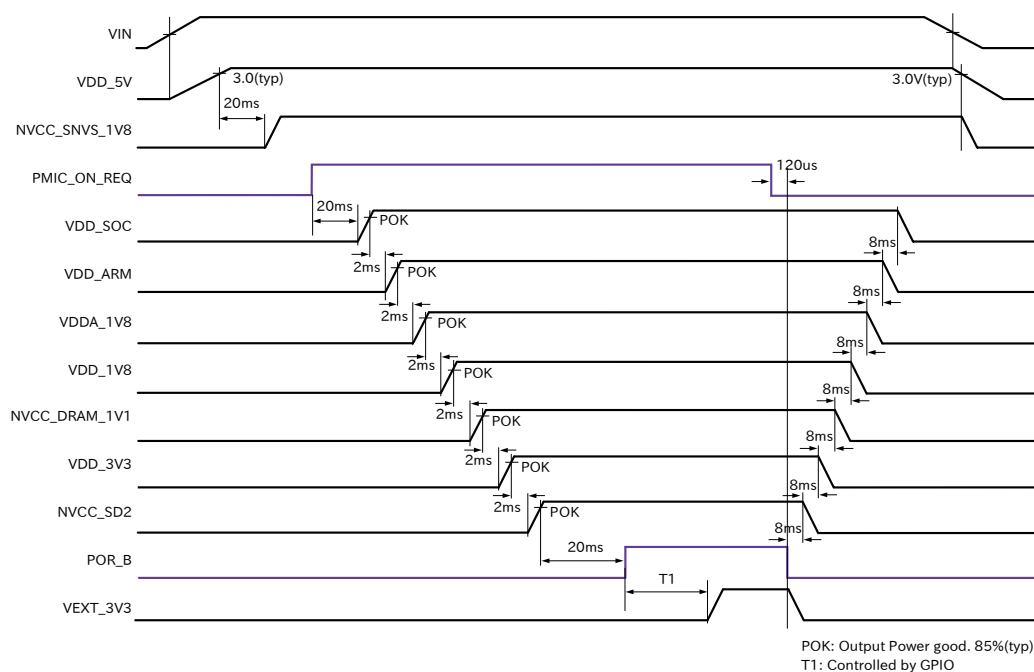 VIN
VDD_5V
3.0(typ)
3.0V(typ)
20ms
NVCC_SNVS_1V8
PMIC_ON_REQ
120us
20ms
VDD_SOC
POK
8ms
2ms
VDD_ARM
POK
8ms
2ms
VDDA_1V8
POK
8ms
2ms
VDD_1V8
POK
8ms
2ms
NVCC_DRAM_1V1
POK
8ms
2ms
VDD_3V3
POK
8ms
2ms
NVCC_SD2
POK
8ms
20ms
POR_B
T1
VEXT_3V3
POK: Output Power good. 85%(typ)
T1: Controlled by GPIO